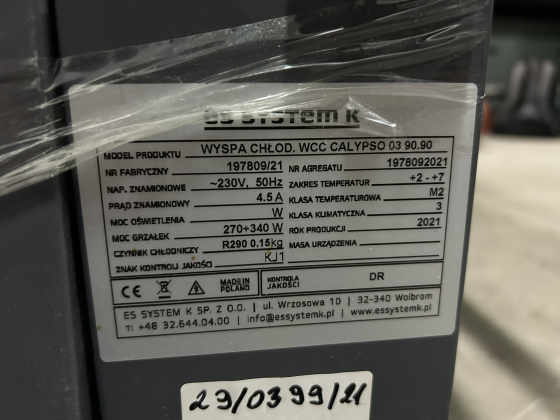 ES SYSTEM K
MODEL PRODUKTU WYSPA CHŁOD. WCC CALYPSO 03 90.90
NR FABRYCZNY 197809/21 NR AGREGATU 1978092021
NAP. ZNAMIONOWE ~230V, 50Hz ZAKRES TEMPERATUR +2 - +7
PRĄD ZNAMIONOWY 4.5 A KLASA TEMPERATUROWA M2
MOC OŚWIETLENIA W KLASA KLIMATYCZNA 3
MOC GRZAŁEK 270+340 W ROK PRODUKCJI 2021
CZYNNIK CHŁODNICZY R290 0.15kg MASA URZĄDZENIA
ZNAK KONTROLI JAKOŚCI KJ1
CE MADE IN POLAND KONTROLA JAKOŚCI DR
ES SYSTEM K SP. Z O.O. | ul. Wrzosowa 10 | 32-340 Wolbrom
T: +48 32.644.04.00 | info@essystemk.pl | www.essystemk.pl
29/0399/21